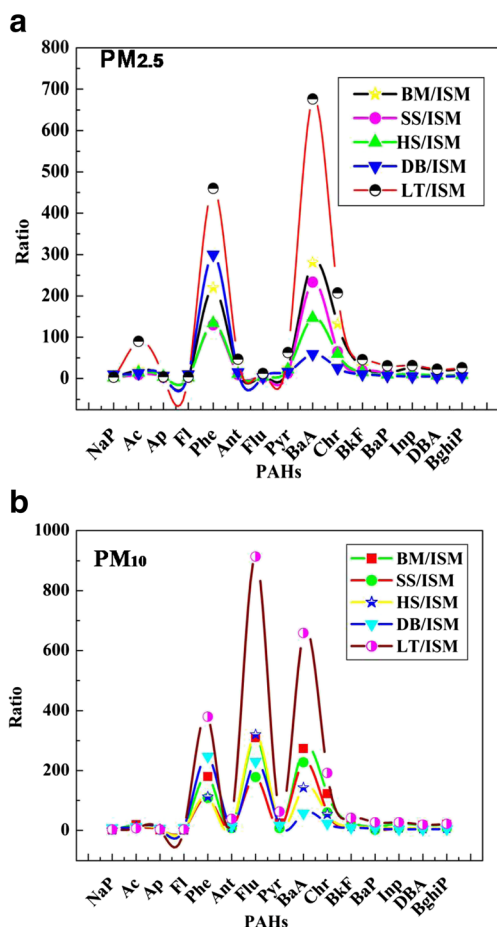 a
PM2.5
800
700
600
500
400
300
200
100
0
Ratio
BM/ISM
SS/ISM
HS/ISM
DB/ISM
LT/ISM
NaP Ac Ap Fl Phe Ant Flu Pyr BaA Chr BkF BaP Inp DBA BghiP
PAHs
b
PM10
1000
800
600
400
200
0
Ratio
BM/ISM
SS/ISM
HS/ISM
DB/ISM
LT/ISM
NaP Ac Ap Fl Phe Ant Flu Pyr BaA Chr BkF BaP Inp DBA BghiP
PAHs